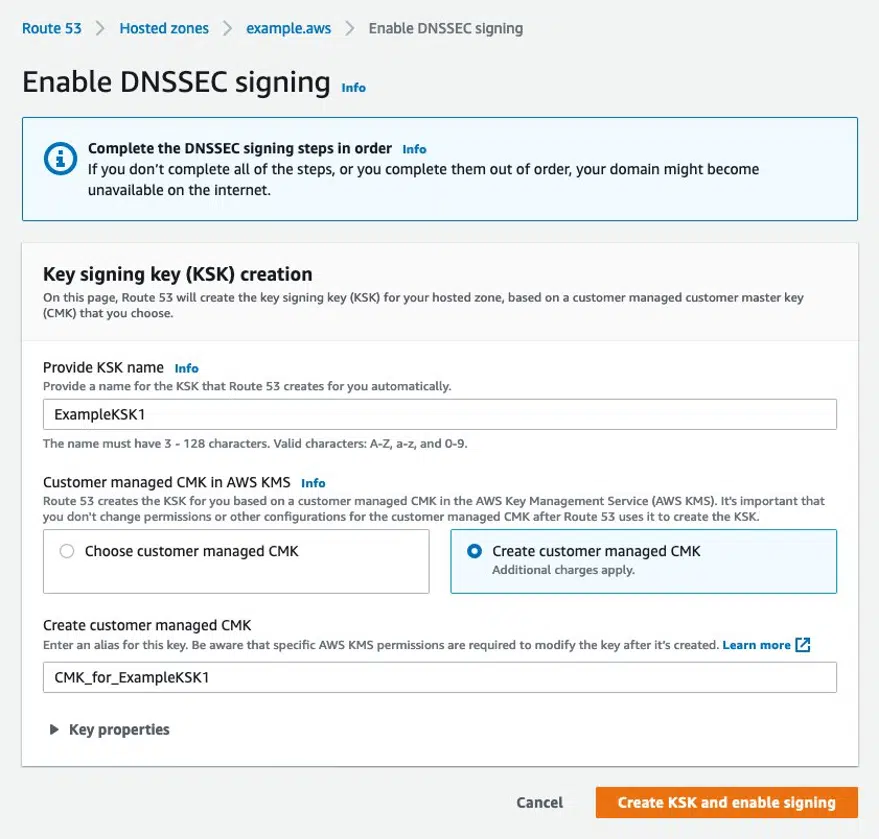 Route 53 > Hosted zones > example.aws > Enable DNSSEC signing
Enable DNSSEC signing Info
Complete the DNSSEC signing steps in order Info
If you don’t complete all of the steps, or you complete them out of order, your domain might become
unavailable on the internet.
Key signing key (KSK) creation
On this page, Route 53 will create the key signing key (KSK) for your hosted zone, based on a customer managed customer master key
(CMK) that you choose.
Provide KSK name Info
Provide a name for the KSK that Route 53 creates for you automatically.
ExampleKSK1
The name must have 3 - 128 characters. Valid characters: A-Z, a-z, and 0-9.
Customer managed CMK in AWS KMS Info
Route 53 creates the KSK for you based on a customer managed CMK in the AWS Key Management Service (AWS KMS). It's important that
you don't change permissions or other configurations for the customer managed CMK after Route 53 uses it to create the KSK.
Choose customer managed CMK
Create customer managed CMK
Additional charges apply.
Create customer managed CMK
Enter an alias for this key. Be aware that specific AWS KMS permissions are required to modify the key after it's created. Learn more
CMK_for_ExampleKSK1
Key properties
Cancel
Create KSK and enable signing